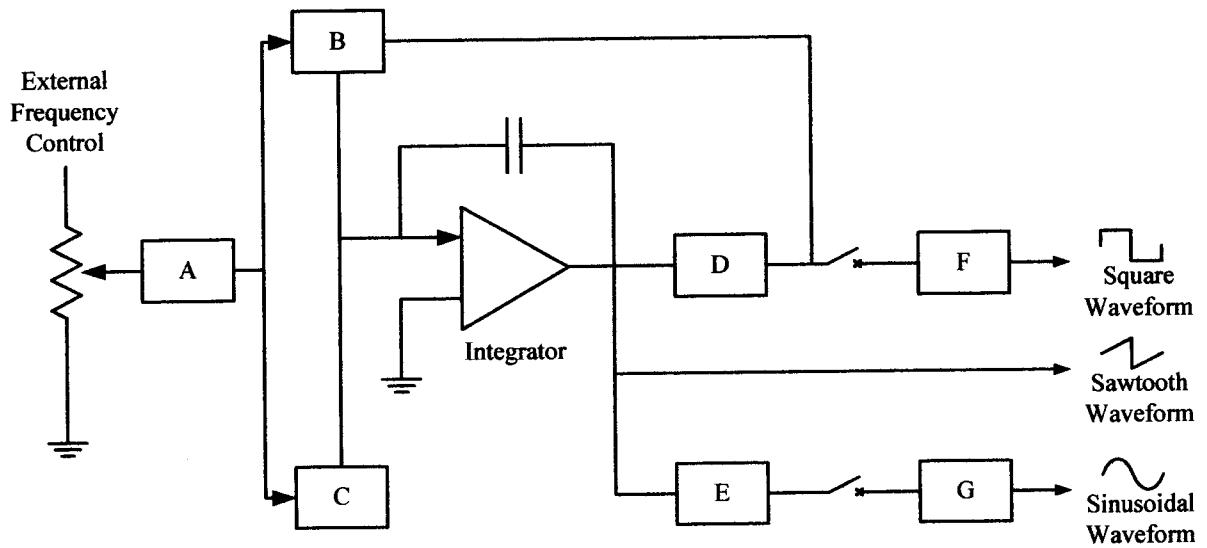 B
External
Frequency
Control
A
D
F
Square
Waveform
Integrator
Sawtooth
Waveform
C
E
G
Sinusoidal
Waveform